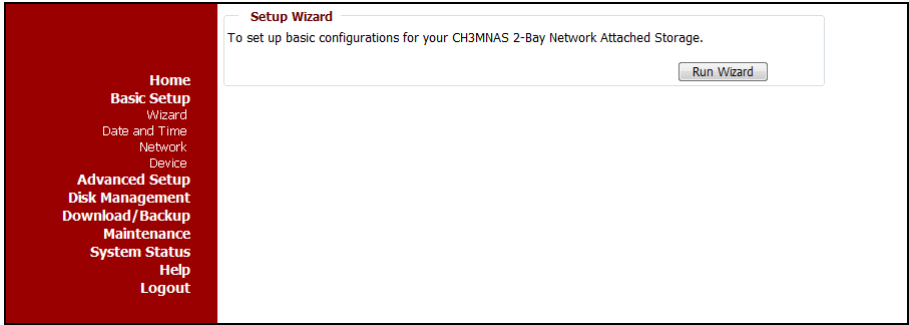 Setup Wizard
To set up basic configurations for your CH3MNAS 2-Bay Network Attached Storage.
Run Wizard
Home
Basic Setup
Wizard
Date and Time
Network
Device
Advanced Setup
Disk Management
Download/Backup
Maintenance
System Status
Help
Logout